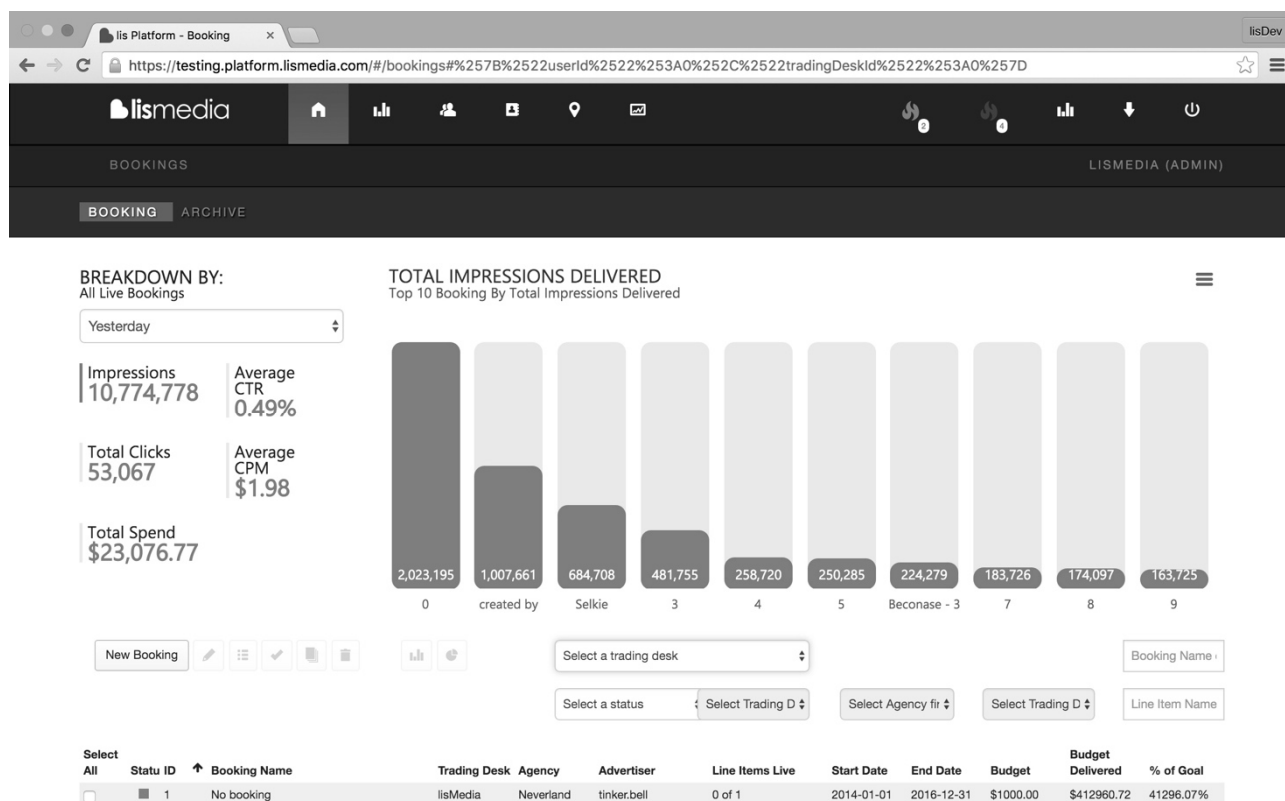 lis Platform - Booking
lisDev
https://testing.platform.lismedia.com/#/bookings#%257B%2522userId%2522%253A0%252C%2522tradingDeskId%2522%253A0%257D
lismedia
2
4
BOOKINGS
LISMEDIA (ADMIN)
BOOKING ARCHIVE
BREAKDOWN BY:
All Live Bookings
Yesterday
Impressions
10,774,778
Average
CTR
0.49%
Total Clicks
53,067
Average
CPM
$1.98
Total Spend
$23,076.77
TOTAL IMPRESSIONS DELIVERED
Top 10 Booking By Total Impressions Delivered
2,023,195 1,007,661 684,708 481,755 258,720 250,285 224,279 183,726 174,097 163,725
0 created by Selkie 3 4 5 Beconase - 3 7 8 9
New Booking
Select a trading desk
Booking Name
Select a status
Select Trading D
Select Agency fir
Select Trading D
Line Item Name
Select
All Statu ID Booking Name Trading Desk Agency Advertiser Line Items Live Start Date End Date Budget Budget
Delivered % of Goal
1 No booking lisMedia Neverland tinker.bell 0 of 1 2014-01-01 2016-12-31 $1000.00 $412960.72 41296.07%